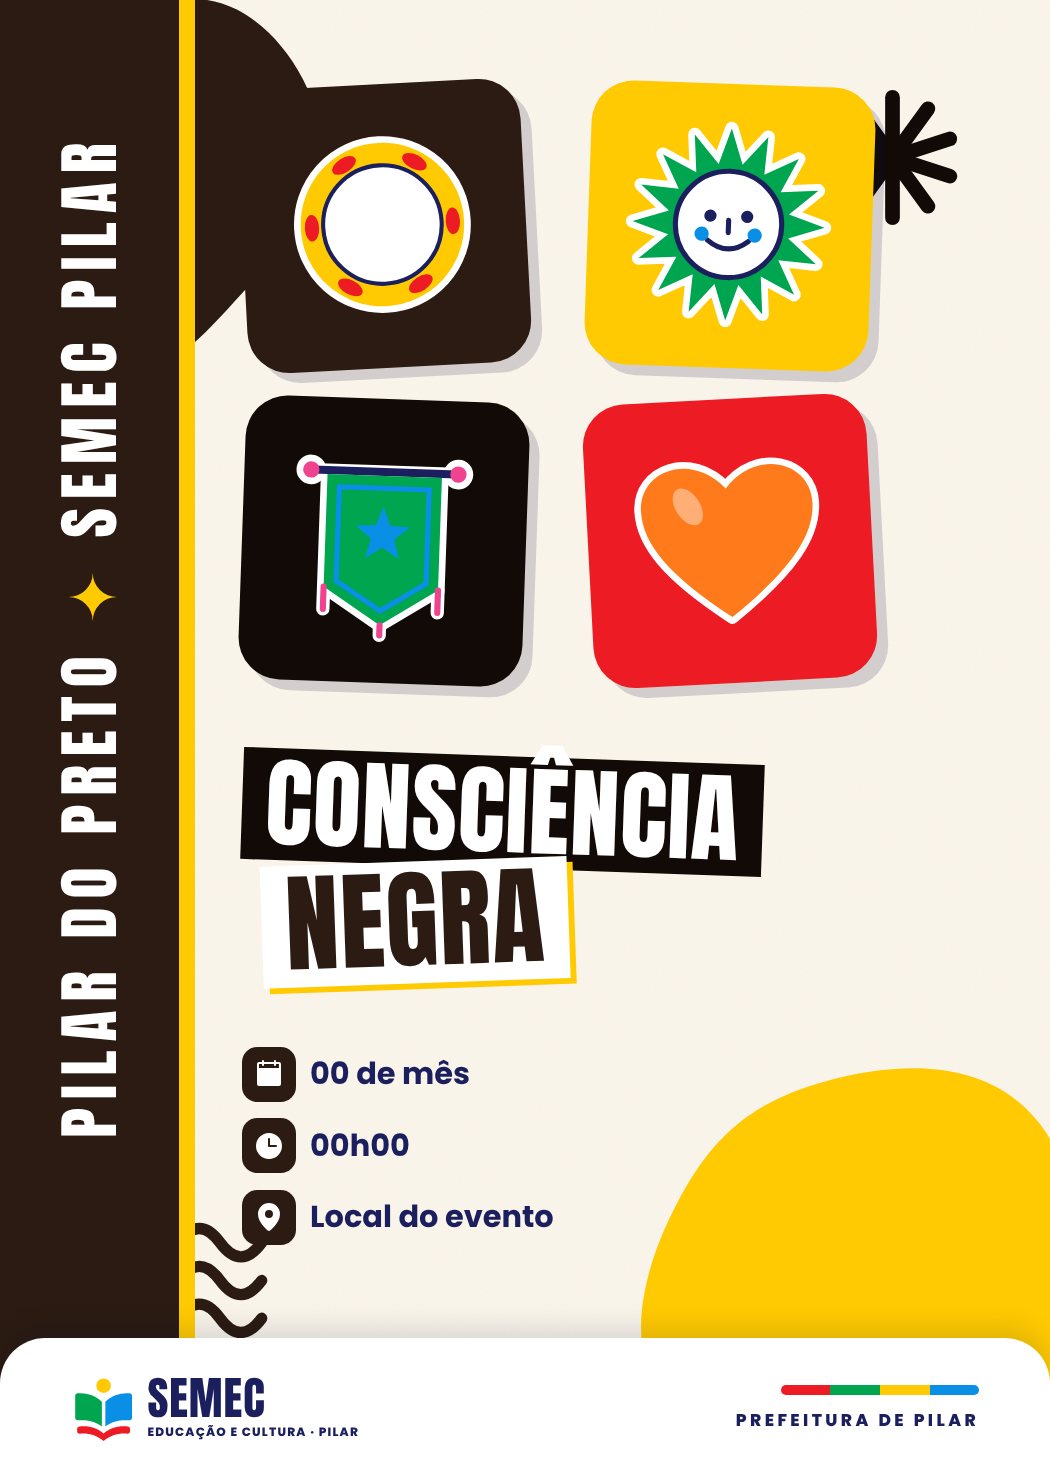 PILAR DO PRETO ✦ SEMEC PILAR
CONSCIÊNCIA
NEGRA
00 de mês
00h00
Local do evento
SEMEC
EDUCAÇÃO E CULTURA · PILAR
PREFEITURA DE PILAR